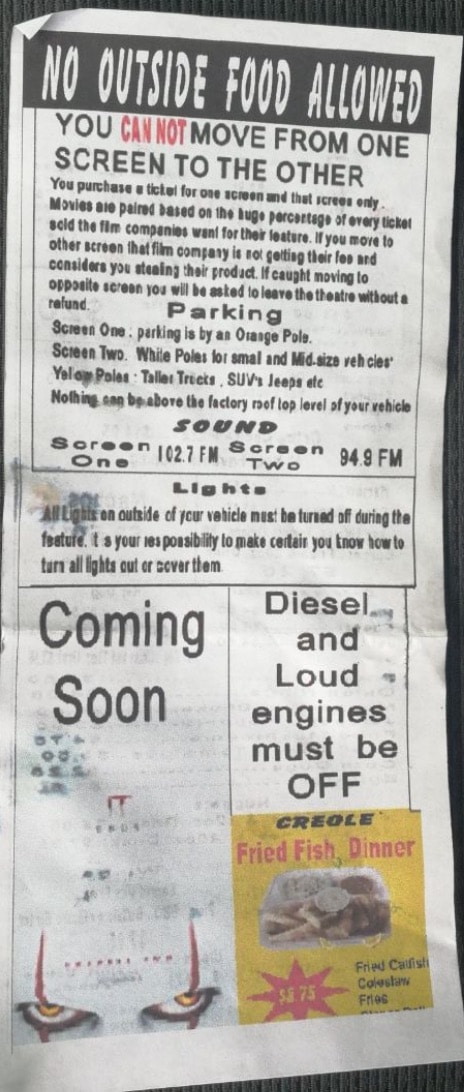 NO OUTSIDE FOOD ALLOWED
YOU CAN NOT MOVE FROM ONE
SCREEN TO THE OTHER
You purchase a ticket for one screen and that screen only.
Movies are paired based on the huge percentage of every ticket
sold the film companies want for their feature. If you move to
other screen that film company is not getting their fee and
considers you stealing their product. If caught moving to
opposite screen you will be asked to leave the theatre without a
refund.
Parking
Screen One : parking is by an Orange Pole.
Screen Two. While Poles for smal and Mid-size vehcles
Yellow Poles : Taller Trucks , SUV's Jeeps etc
Nothing can be above the factory roof top level of your vehicle
SOUND
Screen One 102.7 FM Screen Two 94.9 FM
Lights
All Lights on outside of your vehicle must be turned off during the
feature. It s your responsibility to make certain you know how to
turn all lights out or cover them
Coming
Soon
Diesel
and
Loud
engines
must be
OFF
IT
ENDS
CHAPTER TWO
CREOLE
Fried Fish Dinner
$8.75
Fried Catfish
Coleslaw
Fries